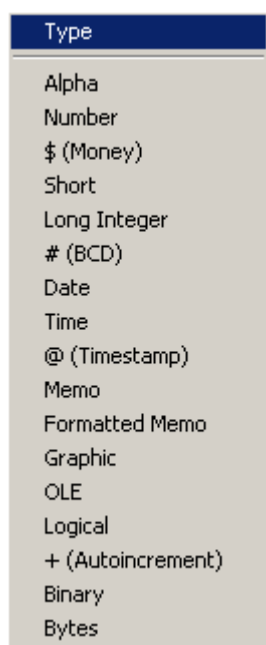 Type
Alpha
Number
$ (Money)
Short
Long Integer
# (BCD)
Date
Time
@ (Timestamp)
Memo
Formatted Memo
Graphic
OLE
Logical
+ (Autoincrement)
Binary
Bytes